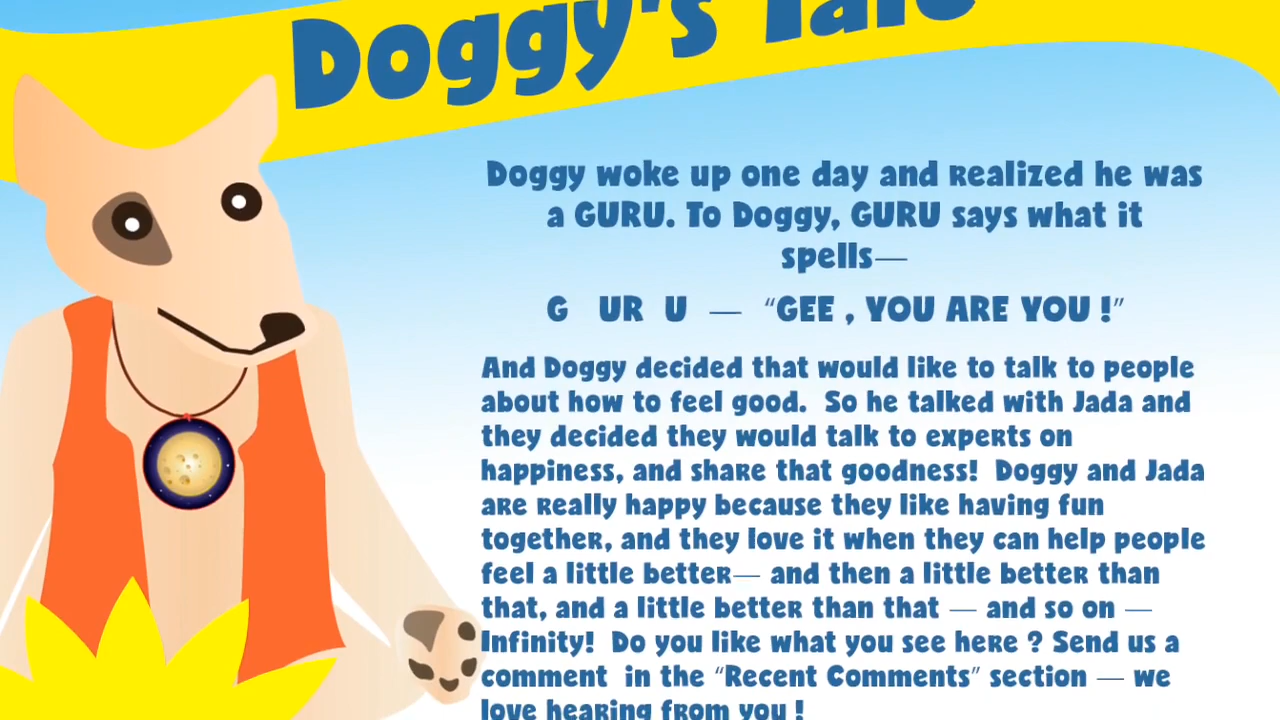 Doggy's Tale
Doggy woke up one day and realized he was
a GURU. To Doggy, GURU says what it
spells—
G UR U — “GEE , YOU ARE YOU !”
And Doggy decided that would like to talk to people
about how to feel good. So he talked with Jada and
they decided they would talk to experts on
happiness, and share that goodness! Doggy and Jada
are really happy because they like having fun
together, and they love it when they can help people
feel a little better— and then a little better than
that, and a little better than that — and so on —
Infinity! Do you like what you see here ? Send us a
comment in the “Recent Comments” section — we
love hearing from you !